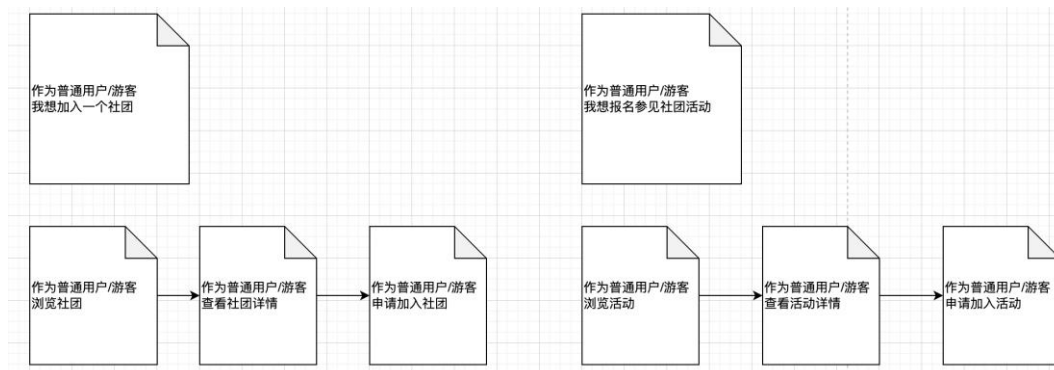 作为普通用户/游客
我想加入一个社团
作为普通用户/游客
我想报名参见社团活动
作为普通用户/游客
浏览社团
作为普通用户/游客
查看社团详情
作为普通用户/游客
申请加入社团
作为普通用户/游客
浏览活动
作为普通用户/游客
查看活动详情
作为普通用户/游客
申请加入活动